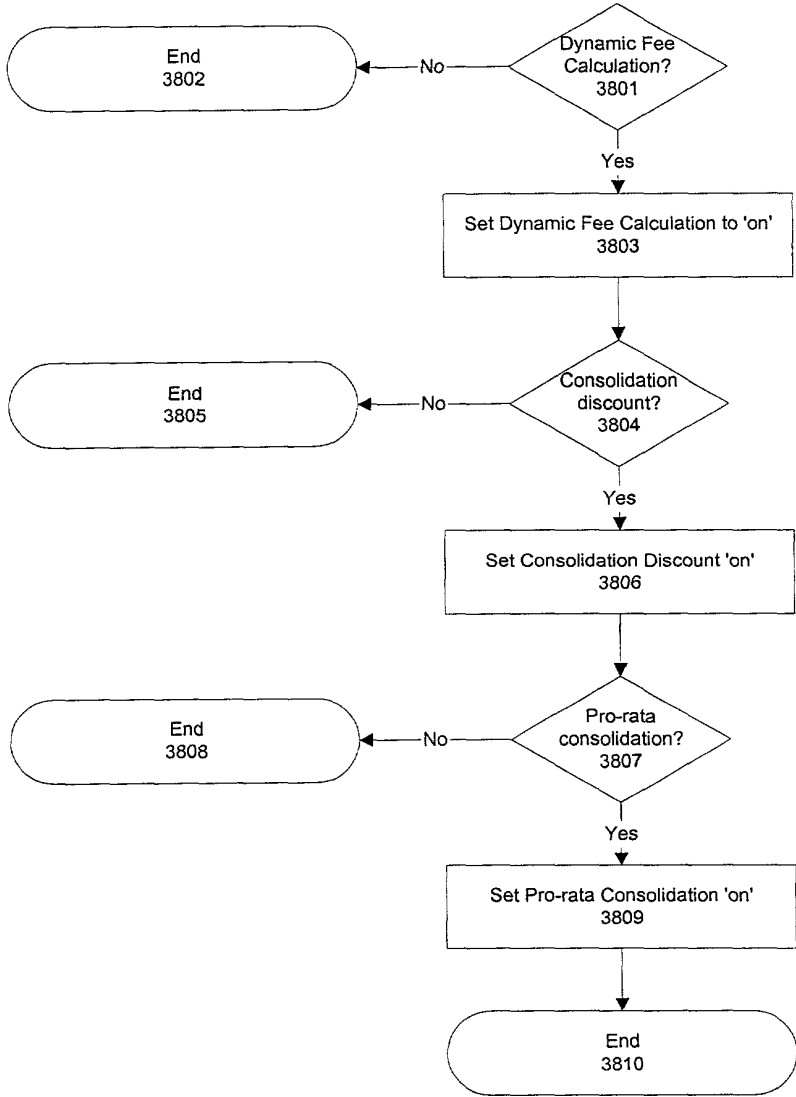 End
3802
No
Dynamic Fee
Calculation?
3801
Yes
Set Dynamic Fee Calculation to 'on'
3803
End
3805
No
Consolidation
discount?
3804
Yes
Set Consolidation Discount 'on'
3806
End
3808
No
Pro-rata
consolidation?
3807
Yes
Set Pro-rata Consolidation 'on'
3809
End
3810